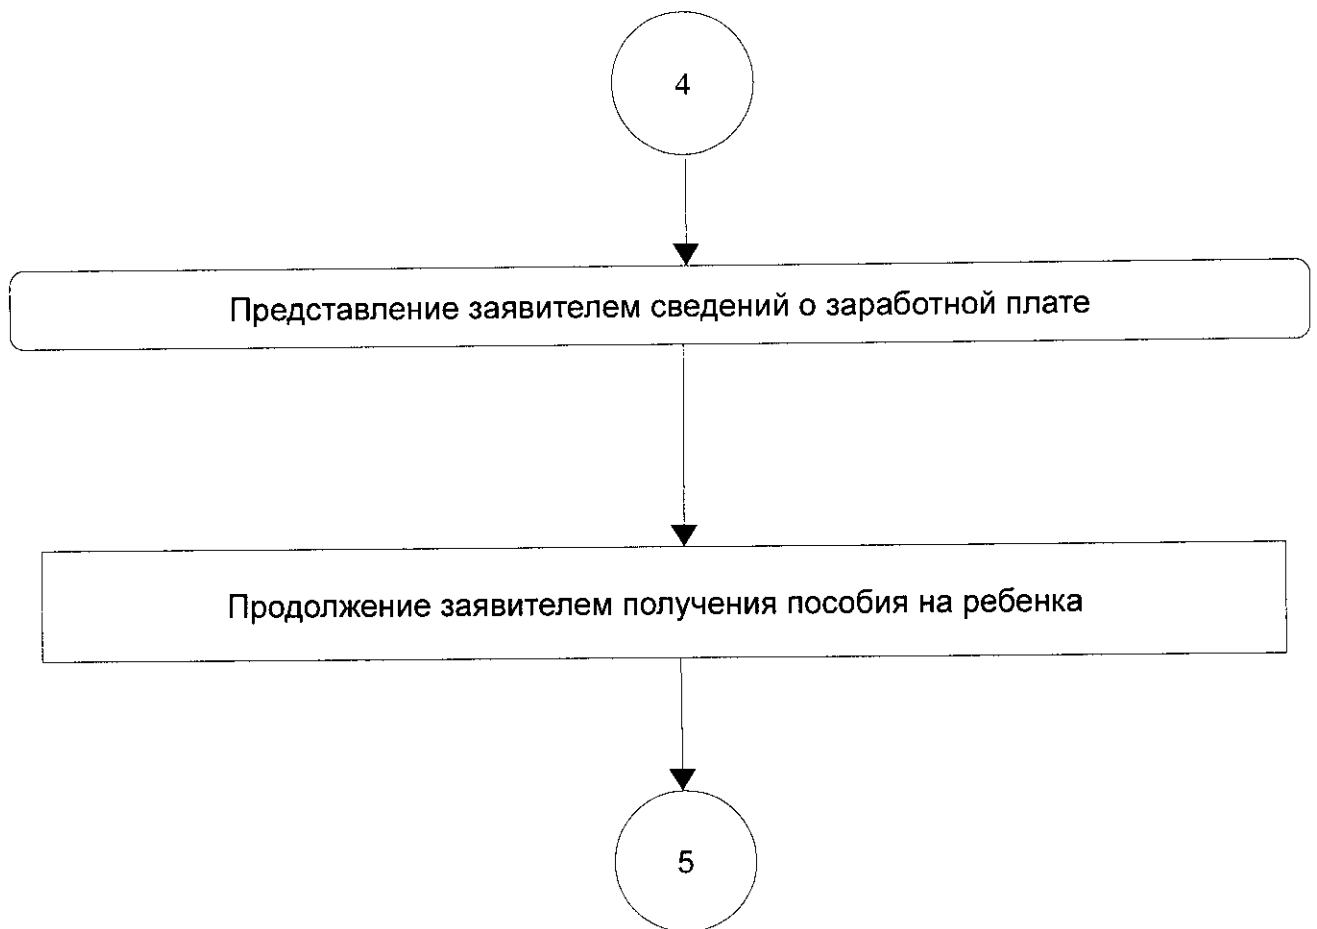 4
Представление заявителем сведений о заработной плате
Продолжение заявителем получения пособия на ребенка
5